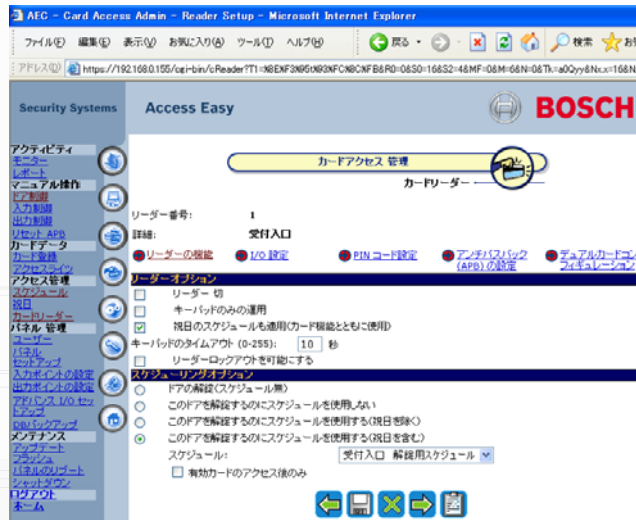 AEC - Card Access Admin - Reader Setup - Microsoft Internet Explorer
ファイル(F) 編集(E) 表示(V) お気に入り(A) ツール(T) ヘルプ(H) 戻る 検索
アドレス(D)
Security Systems Access Easy BOSCH
アクティビティ
モニター
レポート
マニュアル操作
ドア制御
入力制御
出力制御
リセット APB
カードデータ
カード登録
アクセスライツ
アクセス管理
スケジュール
祝日
カードリーダー
パネル 管理
ユーザー
パネル
セットアップ
入力ポイントの設定
出力ポイントの設定
アドバンス I/O セッ
トアップ
DBバックアップ
メンテナンス
アップデート
フラッシュ
パネルのリブート
シャットダウン
ログアウト
ホーム
カードアクセス 管理
カードリーダー
リーダー番号: 1
詳細: 受付入口
リーダーの機能 I/O 設定 PIN コード設定 アンチパスバック
(APB) の設定 デュアルカードコン
フィギュレーション
リーダーオプション
リーダー 切
キーパッドのみの運用
祝日のスケジュールも適用(カード機能とともに使用)
キーパッドのタイムアウト (0-255): 10 秒
リーダーロックアウトを可能にする
スケジューリングオプション
ドアの解錠(スケジュール無)
このドアを解錠するのにスケジュールを使用しない
このドアを解錠するのにスケジュールを使用する(祝日を除く)
このドアを解錠するのにスケジュールを使用する(祝日を含む)
スケジュール: 受付入口 解錠用スケジュール
有効カードのアクセス後のみ